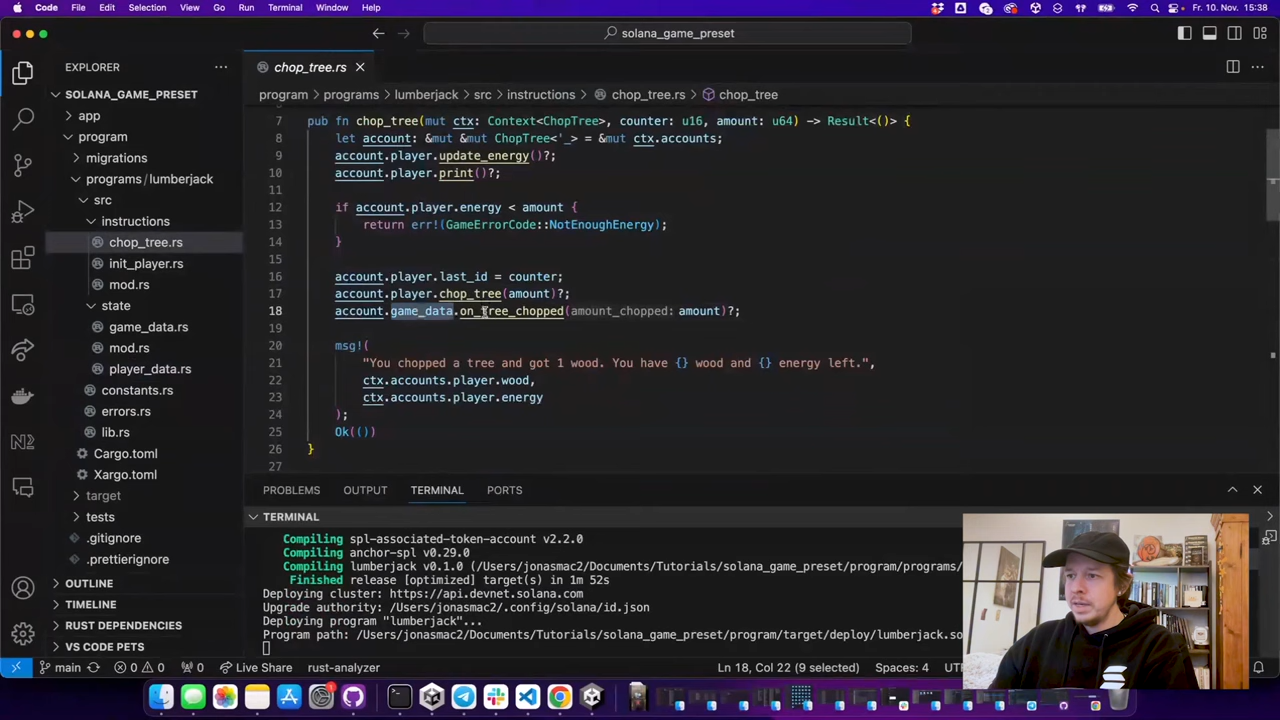 Code File Edit Selection View Go Run Terminal Window Help Fr. 10. Nov. 15:38
solana_game_preset
EXPLORER
chop_tree.rs
program > programs > lumberjack > src > instructions > chop_tree.rs > chop_tree
SOLANA_GAME_PRESET
app
program
migrations
programs/lumberjack
src
instructions
chop_tree.rs
init_player.rs
mod.rs
state
game_data.rs
mod.rs
player_data.rs
constants.rs
errors.rs
lib.rs
Cargo.toml
Xargo.toml
target
tests
.gitignore
.prettierignore
OUTLINE
TIMELINE
RUST DEPENDENCIES
VS CODE PETS
7 pub fn chop_tree(mut ctx: Context<ChopTree>, counter: u16, amount: u64) -> Result<()> {
8 let account: &mut &mut ChopTree<'_> = &mut ctx.accounts;
9 account.player.update_energy()?;
10 account.player.print()?;
11
12 if account.player.energy < amount {
13 return err!(GameErrorCode::NotEnoughEnergy);
14 }
15
16 account.player.last_id = counter;
17 account.player.chop_tree(amount)?;
18 account.game_data.on_tree_chopped(amount_chopped: amount)?;
19
20 msg!(
21 "You chopped a tree and got 1 wood. You have {} wood and {} energy left.",
22 ctx.accounts.player.wood,
23 ctx.accounts.player.energy
24 );
25 Ok(())
26 }
27
PROBLEMS OUTPUT TERMINAL PORTS
TERMINAL
Compiling spl-associated-token-account v2.2.0
Compiling anchor-spl v0.29.0
Compiling lumberjack v0.1.0 (/Users/jonasmac2/Documents/Tutorials/solana_game_preset/program/programs/
Finished release [optimized] target(s) in 1m 52s
Deploying cluster: https://api.devnet.solana.com
Upgrade authority: /Users/jonasmac2/.config/solana/id.json
Deploying program "lumberjack"...
Program path: /Users/jonasmac2/Documents/Tutorials/solana_game_preset/program/target/deploy/lumberjack.so
main 0 0 0 Live Share rust-analyzer Ln 18, Col 22 (9 selected) Spaces: 4